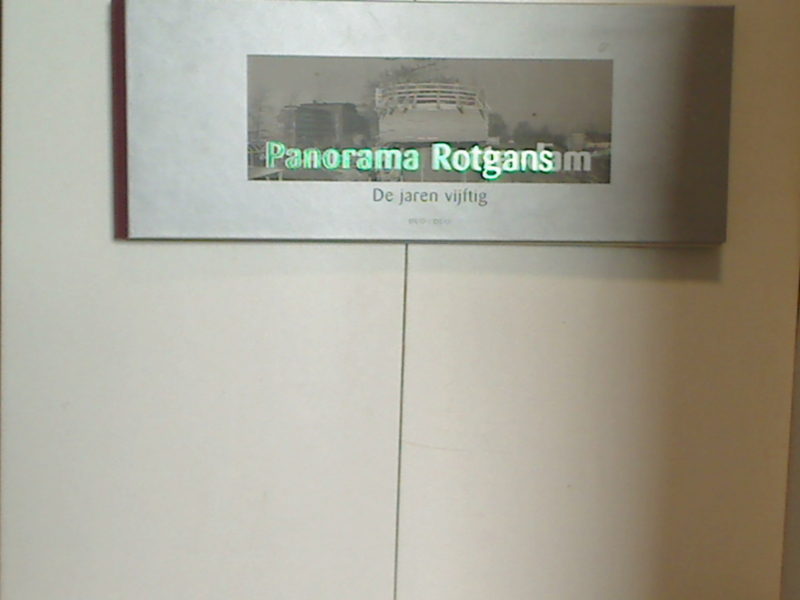 Panorama Rotgans
De jaren vijftig